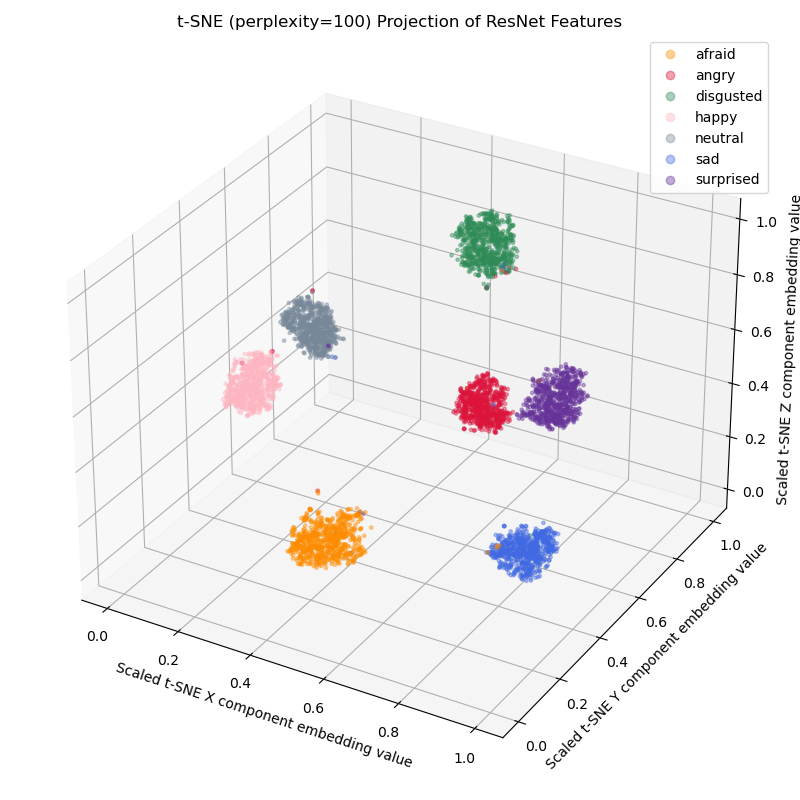 t-SNE (perplexity=100) Projection of ResNet Features
afraid
angry
disgusted
happy
neutral
sad
surprised
1.0
0.8
0.6
0.4
0.2
0.0
Scaled t-SNE Z component embedding value
0.0
0.2
0.4
0.6
0.8
1.0
Scaled t-SNE X component embedding value
1.0
0.8
0.6
0.4
0.2
0.0
Scaled t-SNE Y component embedding value